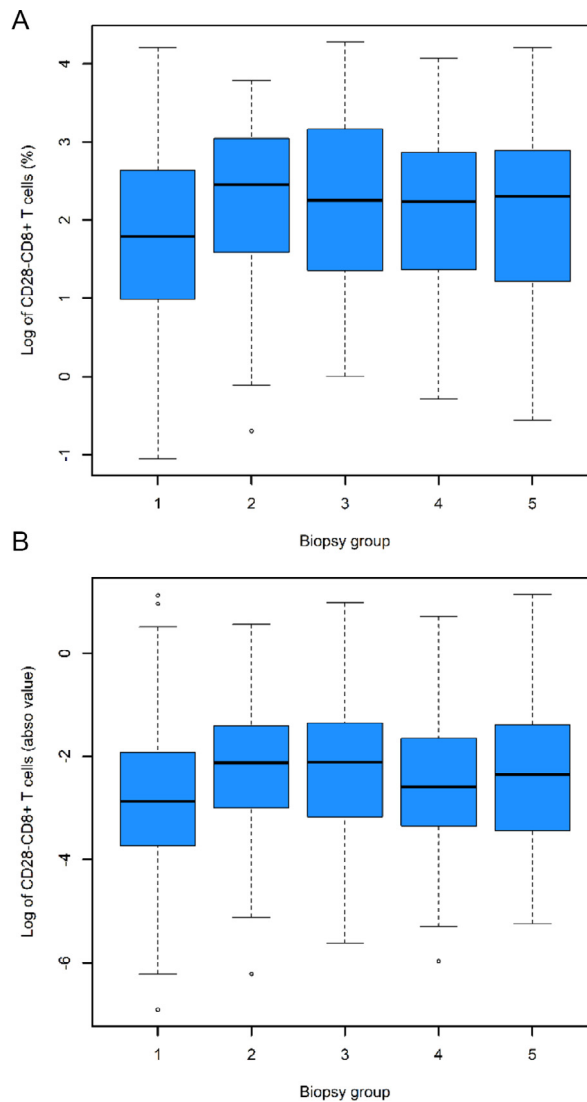 A
Log of CD28-CD8+ T cells (%)
4
3
2
1
0
-1
1 2 3 4 5
Biopsy group
B
Log of CD28-CD8+ T cells (abso value)
0
-2
-4
-6
1 2 3 4 5
Biopsy group